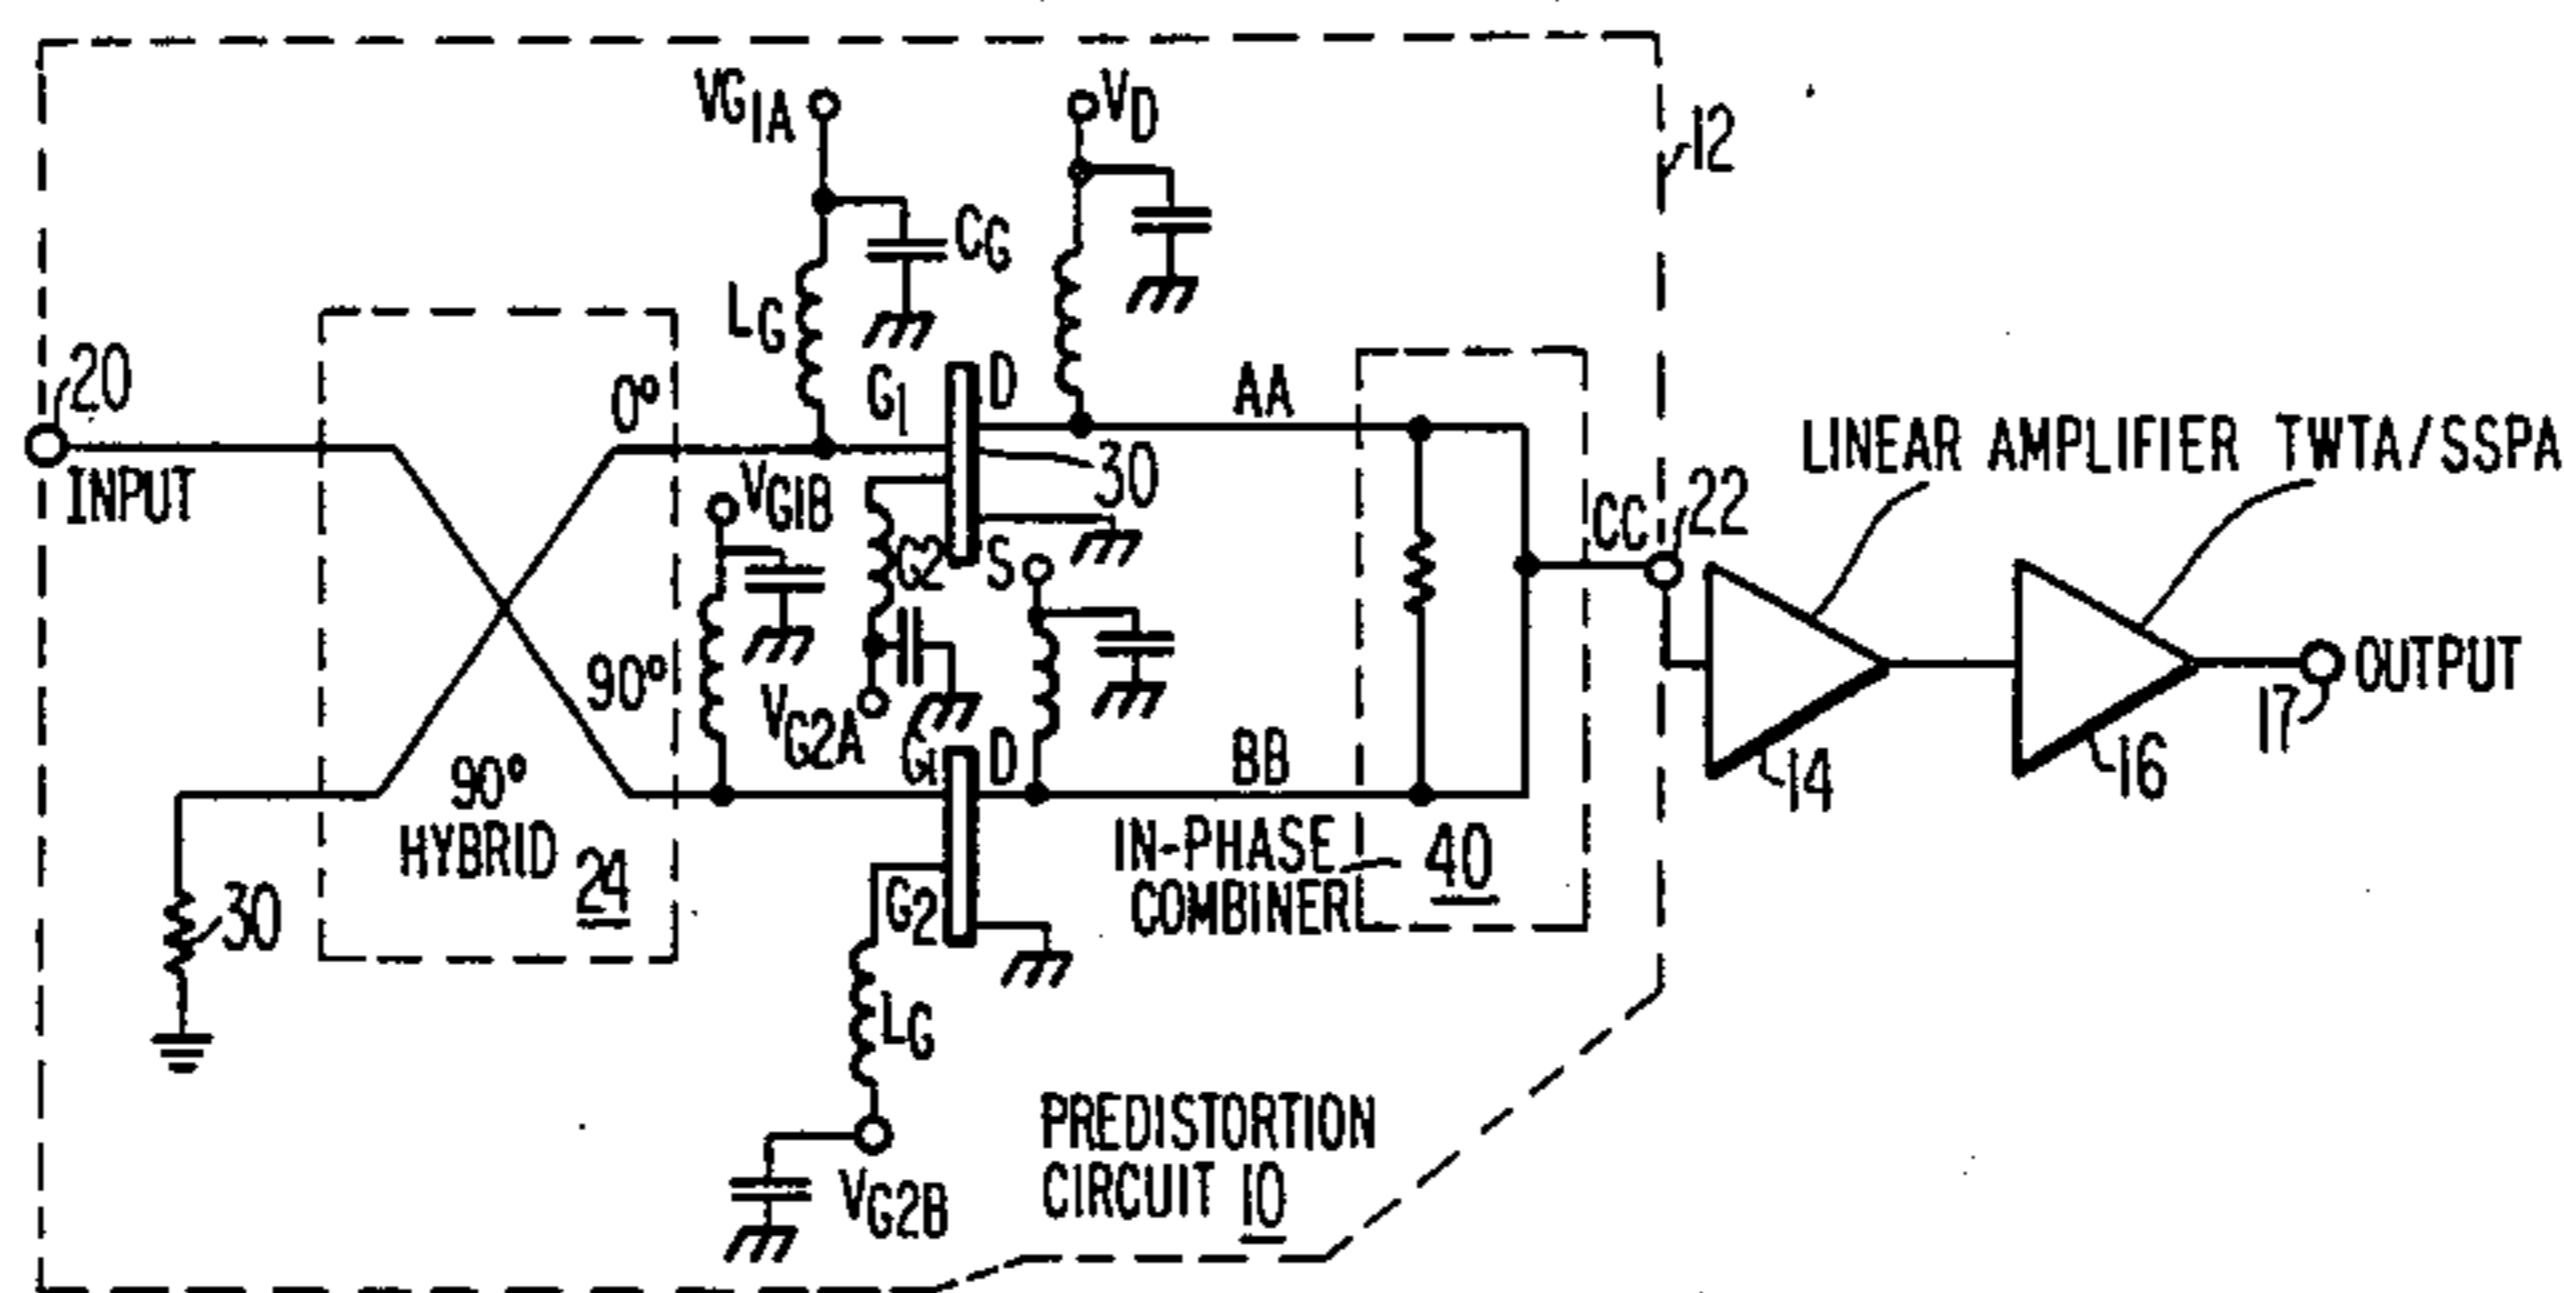 VG1A
VD
12
CG
LG
20
0°
G1
D
AA
LINEAR AMPLIFIER TWTA/SSPA
INPUT
VG1B
30
CC
22
G2
S
90°
OUTPUT
VG2A
17
G1
D
BB
14
16
90°
HYBRID 24
IN-PHASE
COMBINER
40
30
G2
LG
PREDISTORTION
CIRCUIT 10
VG2B